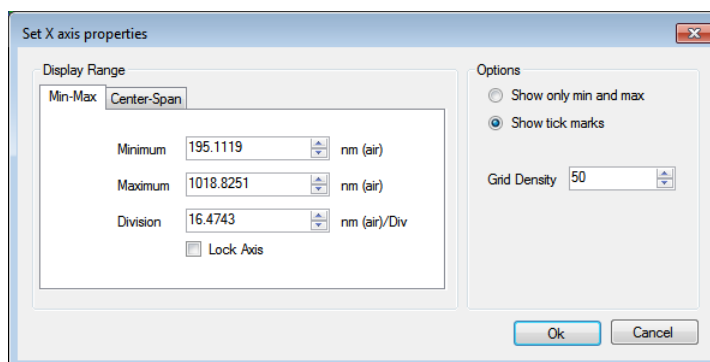 Set X axis properties
Display Range
Min-Max Center-Span
Minimum 195.1119 nm (air)
Maximum 1018.8251 nm (air)
Division 16.4743 nm (air)/Div
Lock Axis
Options
Show only min and max
Show tick marks
Grid Density 50
Ok Cancel